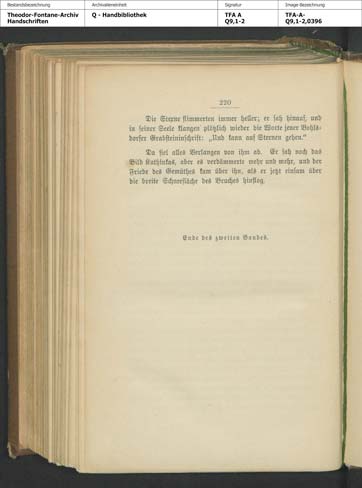 Bestandsbezeichnung Archivalieneinheit Signatur Image-Bezeichnung
Theodor-Fontane-Archiv Q - Handbibliothek TFA A TFA-A-
Handschriften Q9,1-2 Q9,1-2,0396
220
Die Sterne flimmerten immer heller; er sah hinauf, und
in seiner Seele klangen plötzlich wieder die Worte jener Bohls-
dorfer Grabsteininschrift: „Und kann auf Sternen gehen.“
Da fiel alles Verlangen von ihm ab. Er sah noch das
Bild Kathinkas, aber es verdämmerte mehr und mehr, und der
Friede des Gemüthes kam über ihn, als er jetzt einsam über
die breite Schneefläche des Bruches hinflog.
Ende des zweiten Bandes.